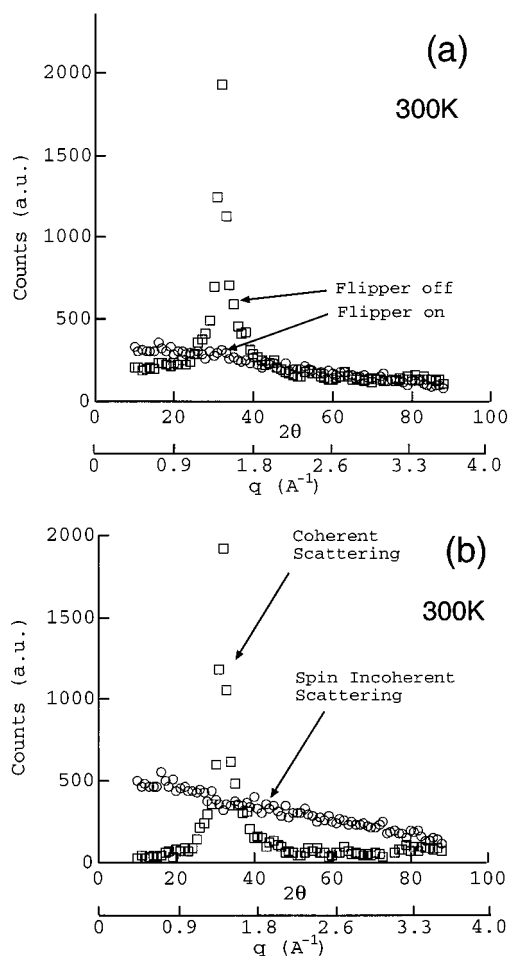 (a)
300K
2000
1500
1000
500
0
Counts (a.u.)
Flipper off
Flipper on
20 40 60 80 100
2θ
0 0.9 1.8 2.6 3.3 4.0
q (A⁻¹)
(b)
300K
2000
1500
1000
500
0
Counts (a.u.)
Coherent
Scattering
Spin Incoherent
Scattering
0 20 40 60 80 100
2θ
0 0.9 1.8 2.6 3.3 4.0
q (A⁻¹)